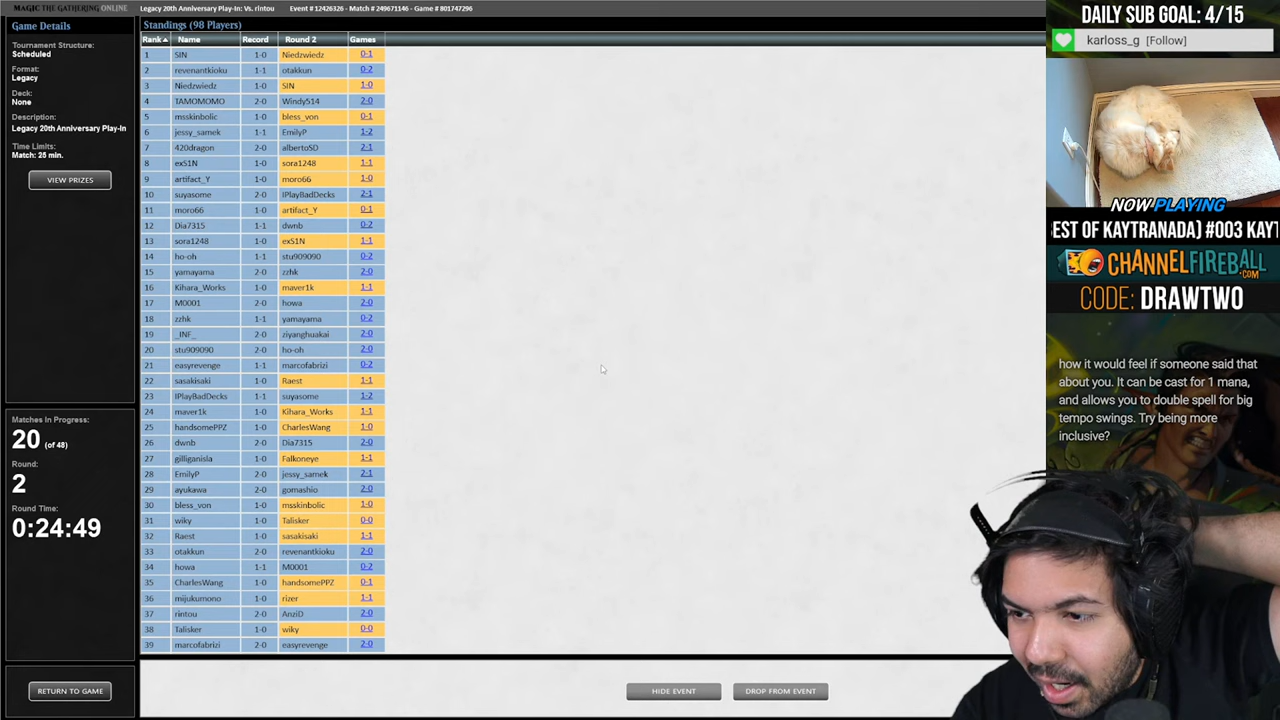 MAGIC THE GATHERING ONLINE
Legacy 20th Anniversary Play-In: Vs. rintou Event # 12426326 - Match # 249671146 - Game # 801747296
Game Details
Tournament Structure:
Scheduled
Format:
Legacy
Deck:
None
Description:
Legacy 20th Anniversary Play-In
Time Limits:
Match: 25 min.
VIEW PRIZES
Matches In Progress:
20 (of 48)
Round:
2
Round Time:
0:24:49
RETURN TO GAME
Standings (98 Players)
Rank Name Record Round 2 Games
1 SIN 1-0 Niedzwiedz 0-1
2 revenantkioku 1-1 otakkun 0-2
3 Niedzwiedz 1-0 SIN 1-0
4 TAMOMOMO 2-0 Windy514 2-0
5 msskinbolic 1-0 bless_von 0-1
6 jessy_samek 1-1 EmilyP 1-2
7 420dragon 2-0 albertoSD 2-1
8 exS1N 1-0 sora1248 1-1
9 artifact_Y 1-0 moro66 1-0
10 suyasome 2-0 IPlayBadDecks 2-1
11 moro66 1-0 artifact_Y 0-1
12 Dia7315 1-1 dwnb 0-2
13 sora1248 1-0 exS1N 1-1
14 ho-oh 1-1 stu909090 0-2
15 yamayama 2-0 zzhk 2-0
16 Kihara_Works 1-0 maver1k 1-1
17 M0001 2-0 howa 2-0
18 zzhk 1-1 yamayama 0-2
19 _INF_ 2-0 ziyanghuakai 2-0
20 stu909090 2-0 ho-oh 2-0
21 easyrevenge 1-1 marcofabrizi 0-2
22 sasakisaki 1-0 Raest 1-1
23 IPlayBadDecks 1-1 suyasome 1-2
24 maver1k 1-0 Kihara_Works 1-1
25 handsomePPZ 1-0 CharlesWang 1-0
26 dwnb 2-0 Dia7315 2-0
27 gilliganisla 1-0 Falkoneye 1-1
28 EmilyP 2-0 jessy_samek 2-1
29 ayukawa 2-0 gomashio 2-0
30 bless_von 1-0 msskinbolic 1-0
31 wiky 1-0 Talisker 0-0
32 Raest 1-0 sasakisaki 1-1
33 otakkun 2-0 revenantkioku 2-0
34 howa 1-1 M0001 0-2
35 CharlesWang 1-0 handsomePPZ 0-1
36 mijukumono 1-0 rizer 1-1
37 rintou 2-0 AnziD 2-0
38 Talisker 1-0 wiky 0-0
39 marcofabrizi 2-0 easyrevenge 2-0
HIDE EVENT
DROP FROM EVENT
DAILY SUB GOAL: 4/15
karloss_g [Follow]
NOW PLAYING
EST OF KAYTRANADA) #003 KAYT
CHANNELFIREBALL
.COM
CODE: DRAWTWO
how it would feel if someone said that
about you. It can be cast for 1 mana,
and allows you to double spell for big
tempo swings. Try being more
inclusive?